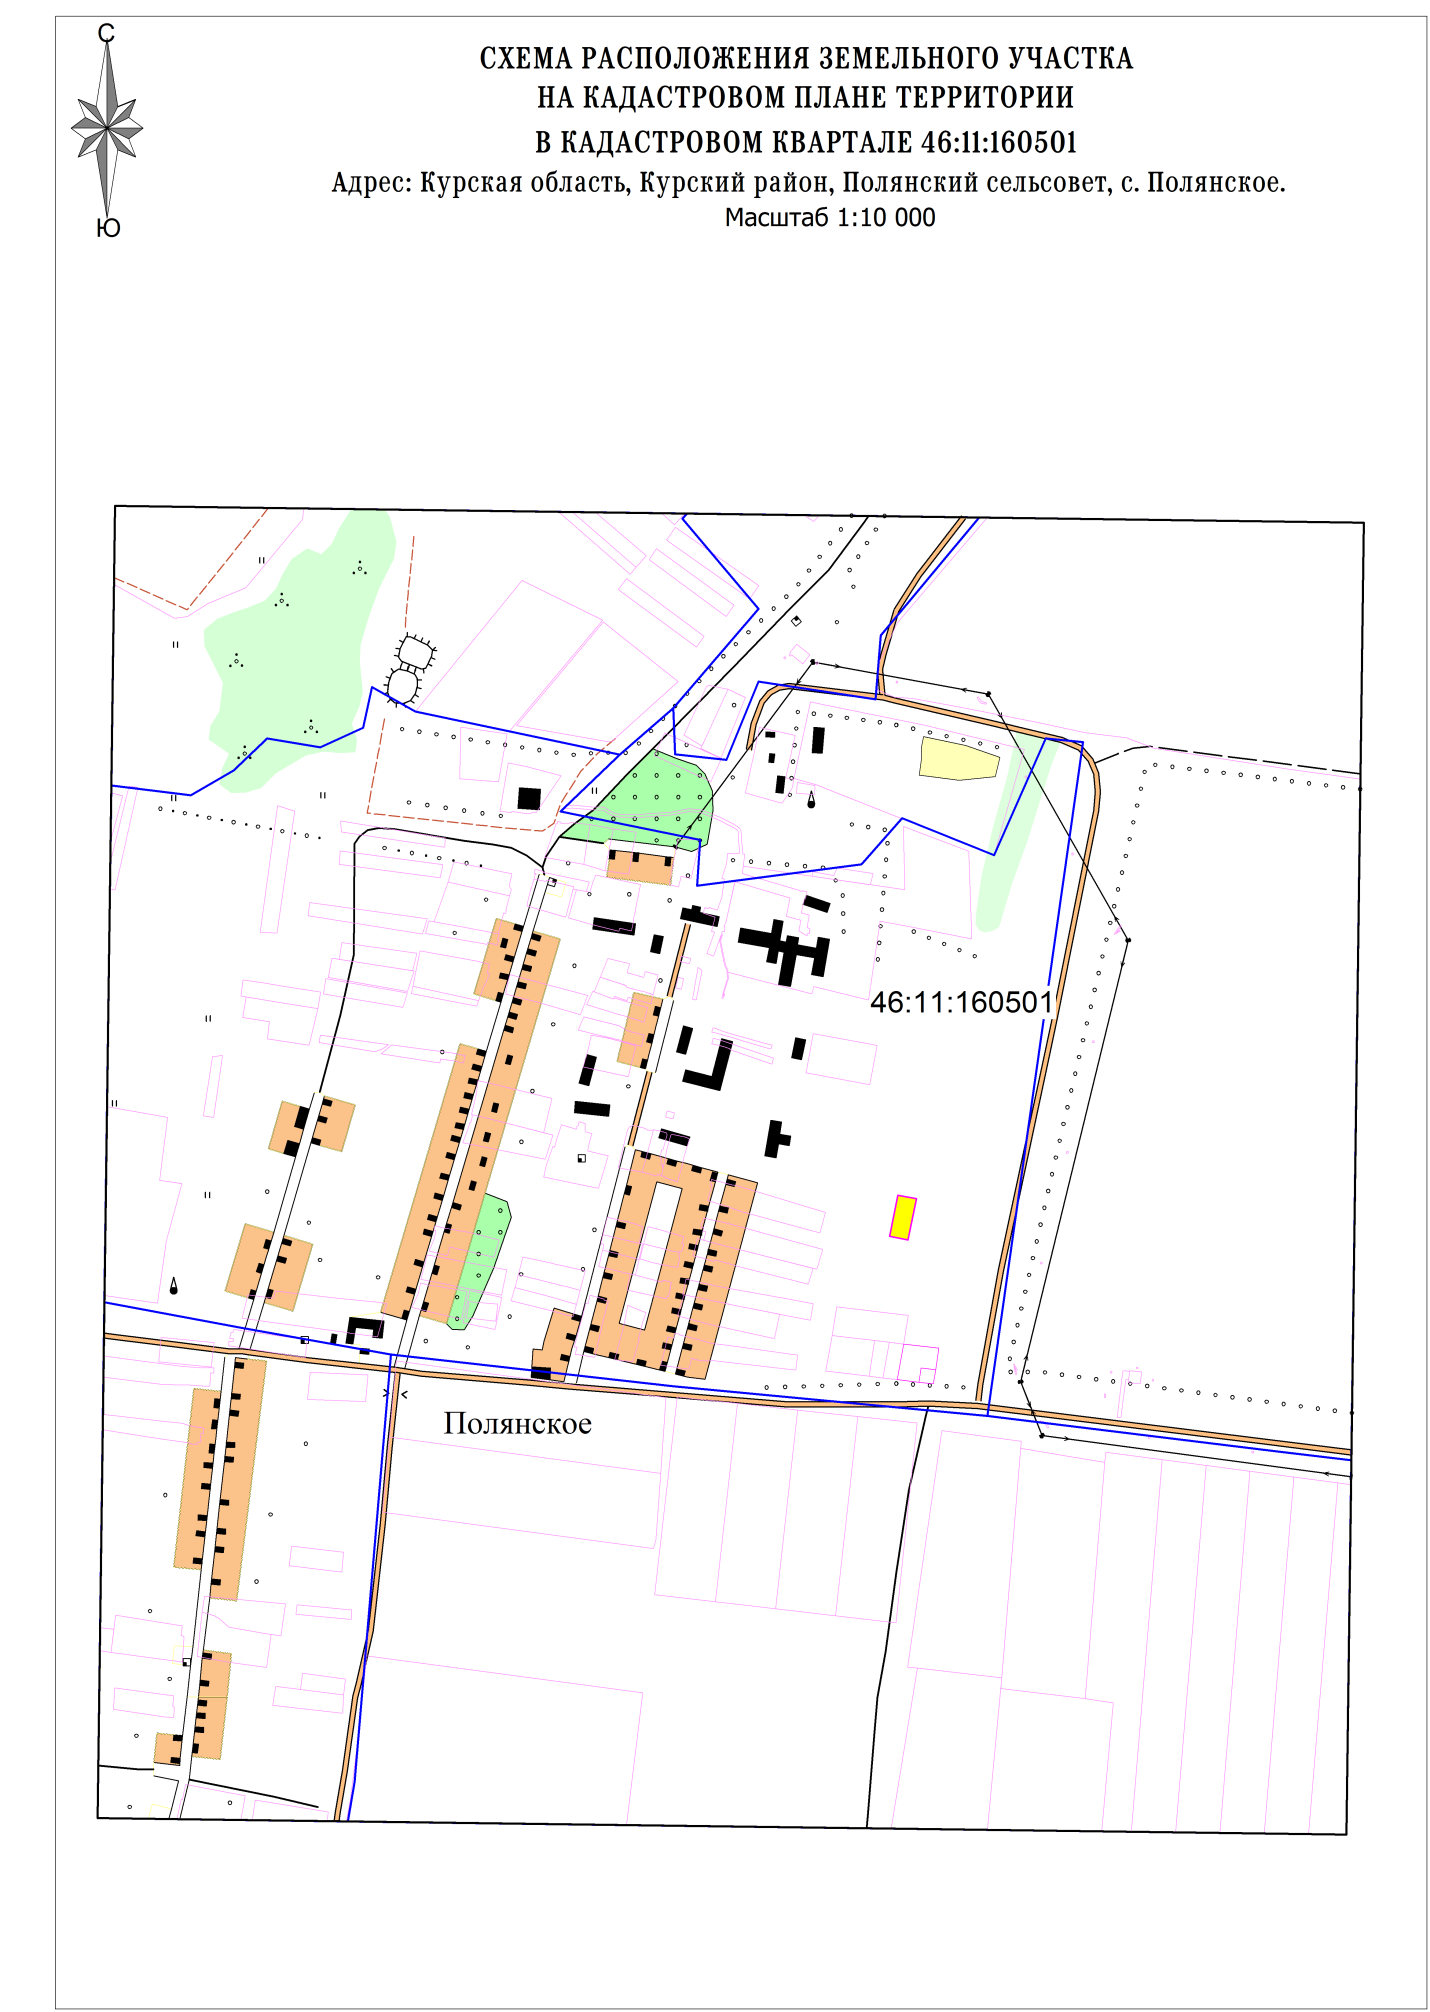 С
СХЕМА РАСПОЛОЖЕНИЯ ЗЕМЕЛЬНОГО УЧАСТКА
НА КАДАСТРОВОМ ПЛАНЕ ТЕРРИТОРИИ
В КАДАСТРОВОМ КВАРТАЛЕ 46:11:160501
Адрес: Курская область, Курский район, Полянский сельсовет, с. Полянское.
Масштаб 1:10 000
Ю
46:11:160501
Полянское